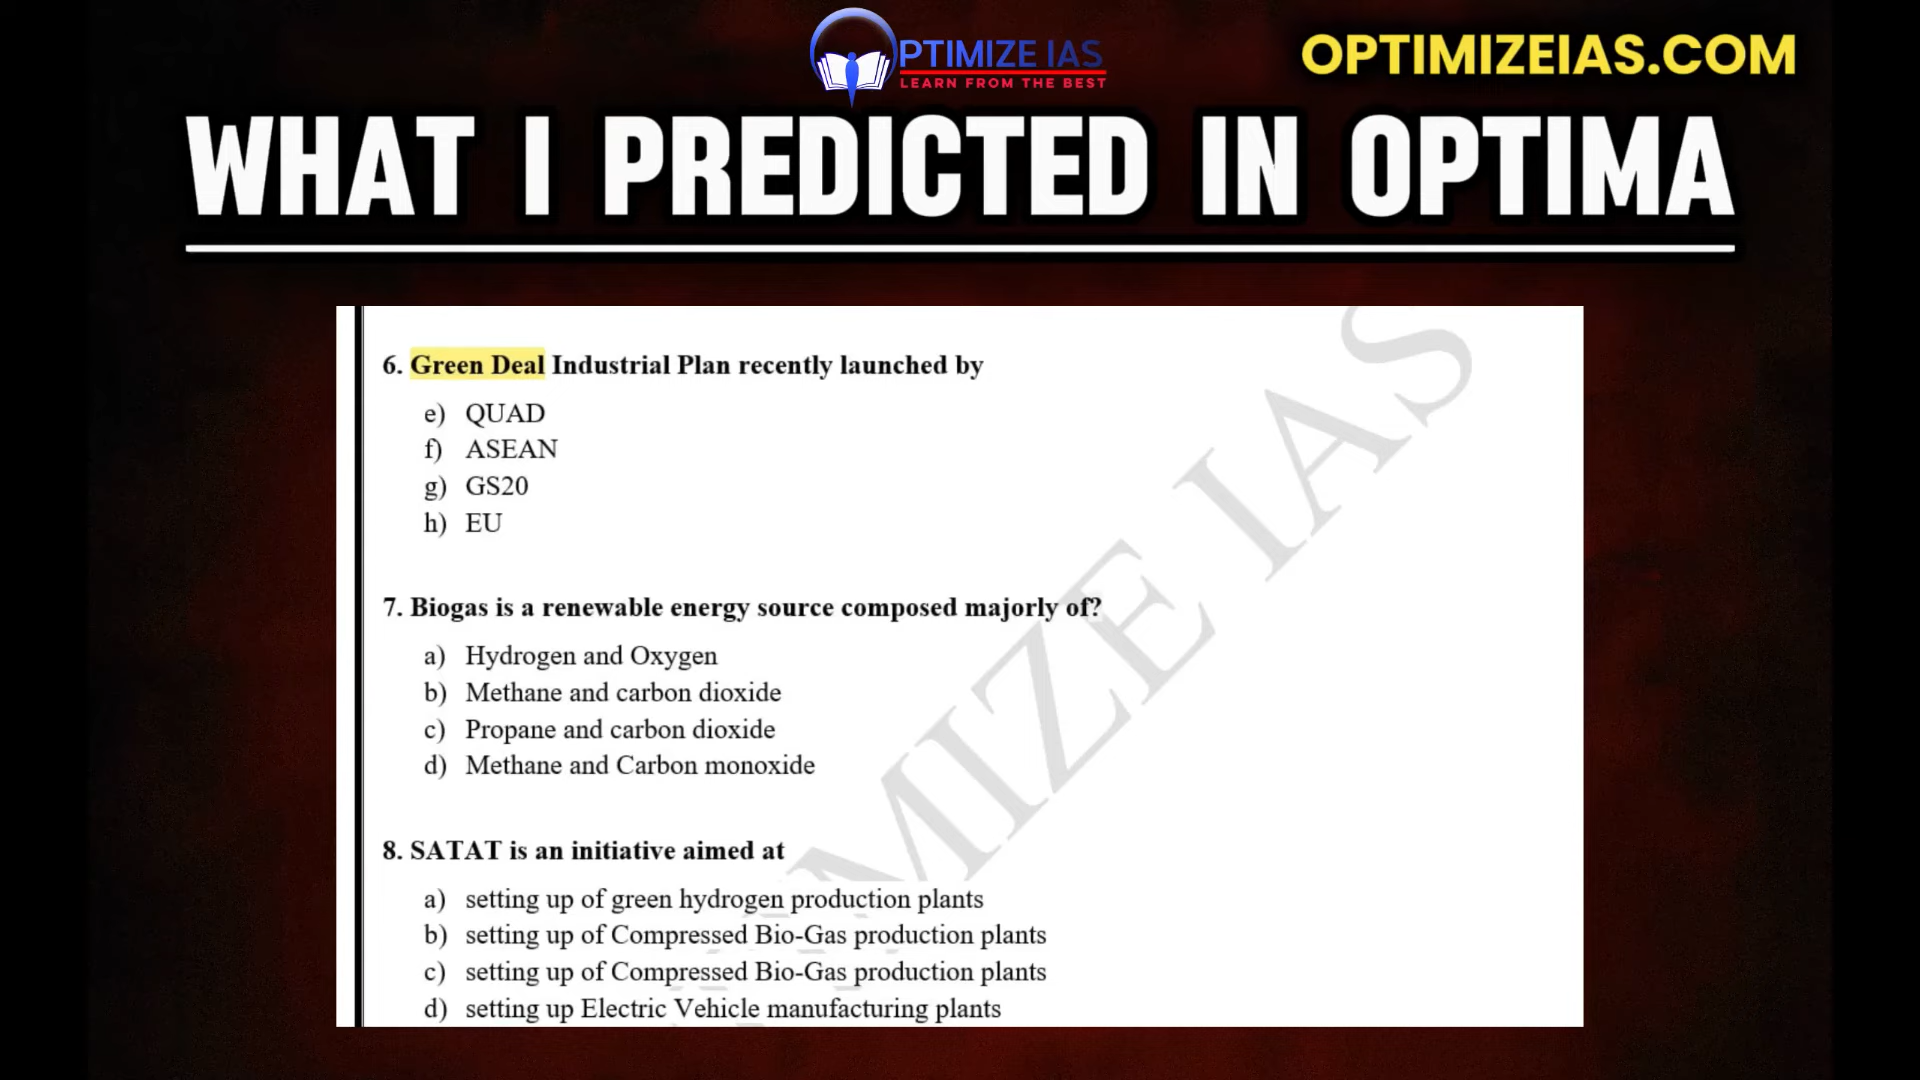 PTIMIZE IAS
LEARN FROM THE BEST
OPTIMIZEIAS.COM
WHAT I PREDICTED IN OPTIMA
6. Green Deal Industrial Plan recently launched by
e) QUAD
f) ASEAN
g) GS20
h) EU
7. Biogas is a renewable energy source composed majorly of?
a) Hydrogen and Oxygen
b) Methane and carbon dioxide
c) Propane and carbon dioxide
d) Methane and Carbon monoxide
8. SATAT is an initiative aimed at
a) setting up of green hydrogen production plants
b) setting up of Compressed Bio-Gas production plants
c) setting up of Compressed Bio-Gas production plants
d) setting up Electric Vehicle manufacturing plants
MIZE IAS